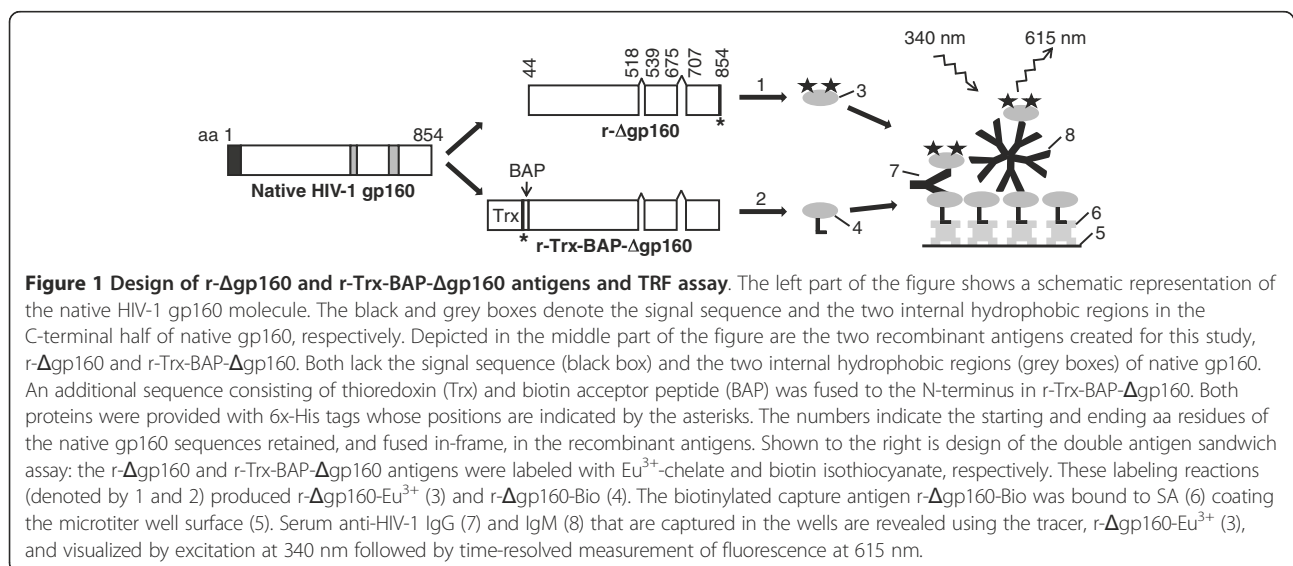 340 nm 615 nm
44 518 539 675 707 854
1 3
r-Δgp160 *
aa 1 854
Native HIV-1 gp160
BAP
Trx
* r-Trx-BAP-Δgp160
2 4
7 8
6
5
Figure 1 Design of r-Δgp160 and r-Trx-BAP-Δgp160 antigens and TRF assay. The left part of the figure shows a schematic representation of
the native HIV-1 gp160 molecule. The black and grey boxes denote the signal sequence and the two internal hydrophobic regions in the
C-terminal half of native gp160, respectively. Depicted in the middle part of the figure are the two recombinant antigens created for this study,
r-Δgp160 and r-Trx-BAP-Δgp160. Both lack the signal sequence (black box) and the two internal hydrophobic regions (grey boxes) of native gp160.
An additional sequence consisting of thioredoxin (Trx) and biotin acceptor peptide (BAP) was fused to the N-terminus in r-Trx-BAP-Δgp160. Both
proteins were provided with 6x-His tags whose positions are indicated by the asterisks. The numbers indicate the starting and ending aa residues of
the native gp160 sequences retained, and fused in-frame, in the recombinant antigens. Shown to the right is design of the double antigen sandwich
assay: the r-Δgp160 and r-Trx-BAP-Δgp160 antigens were labeled with Eu³⁺-chelate and biotin isothiocyanate, respectively. These labeling reactions
(denoted by 1 and 2) produced r-Δgp160-Eu³⁺ (3) and r-Δgp160-Bio (4). The biotinylated capture antigen r-Δgp160-Bio was bound to SA (6) coating
the microtiter well surface (5). Serum anti-HIV-1 IgG (7) and IgM (8) that are captured in the wells are revealed using the tracer, r-Δgp160-Eu³⁺ (3),
and visualized by excitation at 340 nm followed by time-resolved measurement of fluorescence at 615 nm.